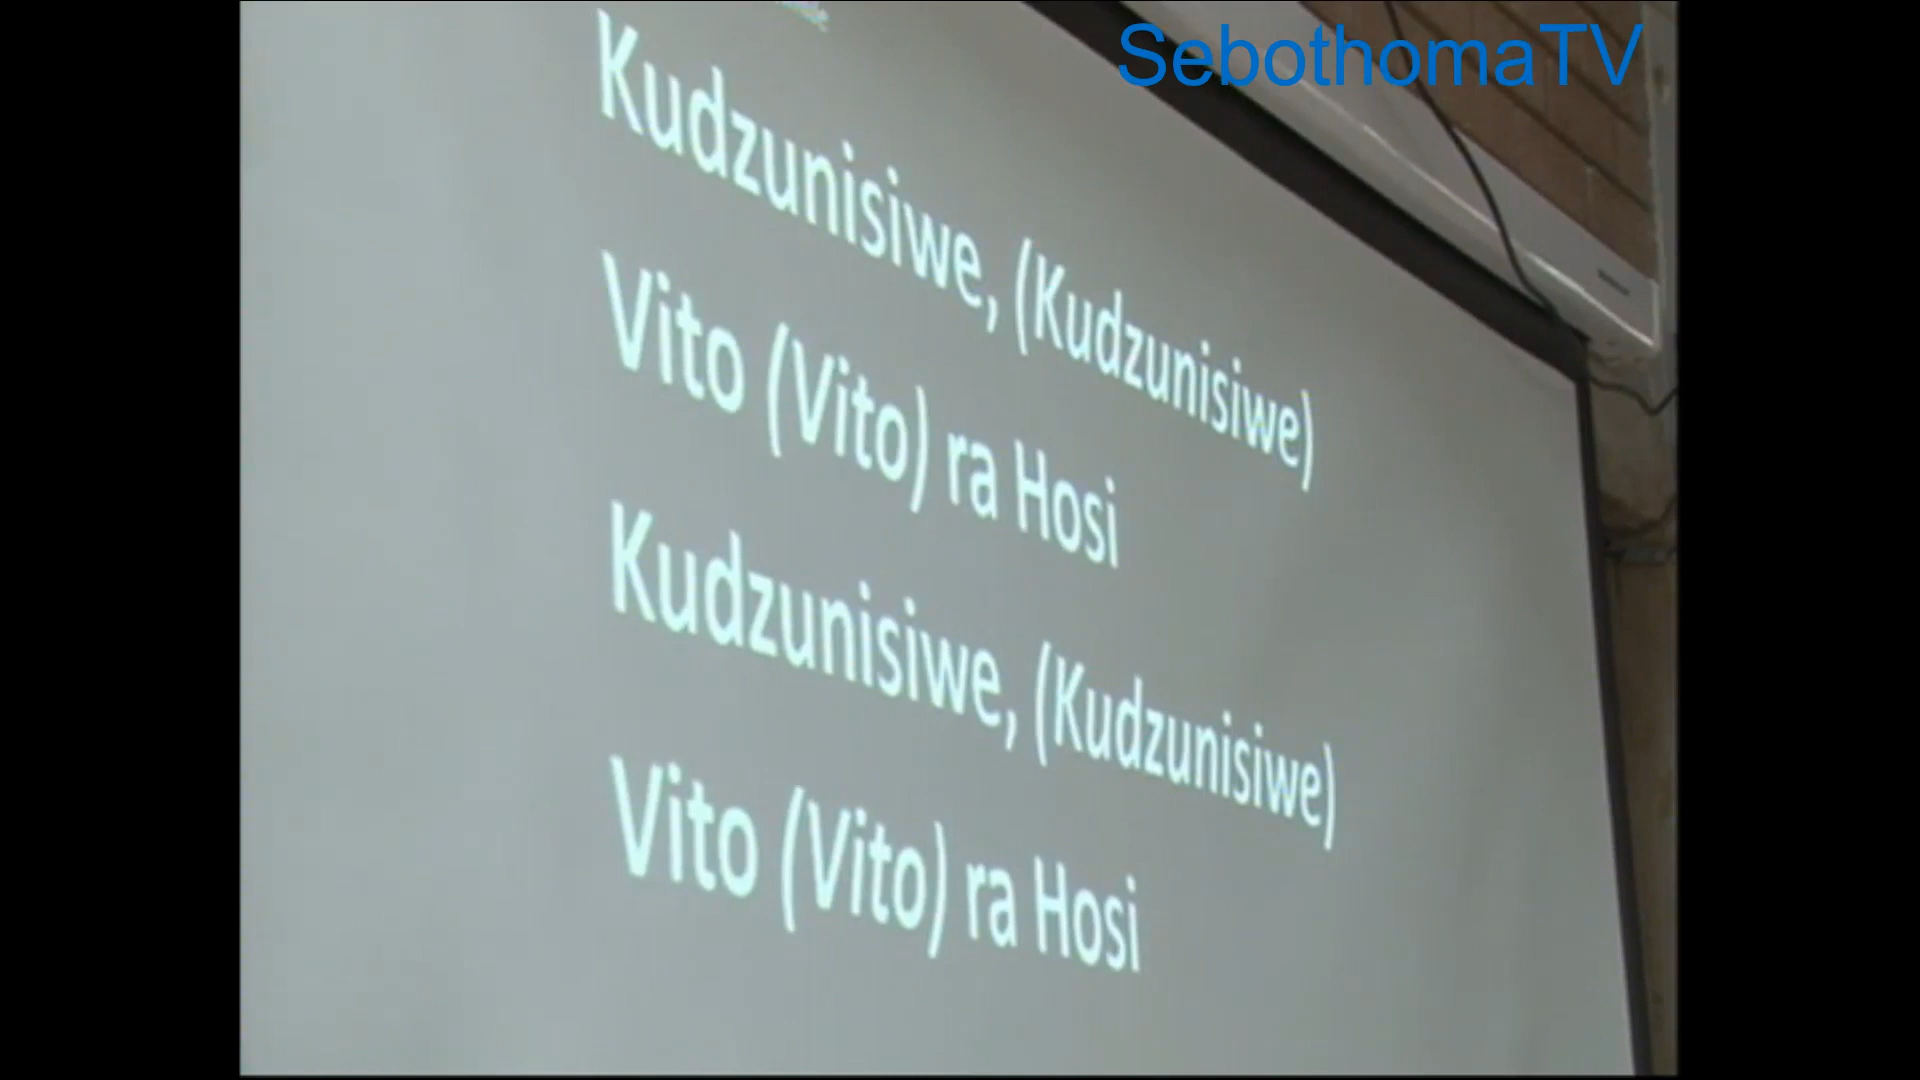 SebothomaTV
Kudzunisiwe, (Kudzunisiwe)
Vito (Vito) ra Hosi
Kudzunisiwe, (Kudzunisiwe)
Vito (Vito) ra Hosi